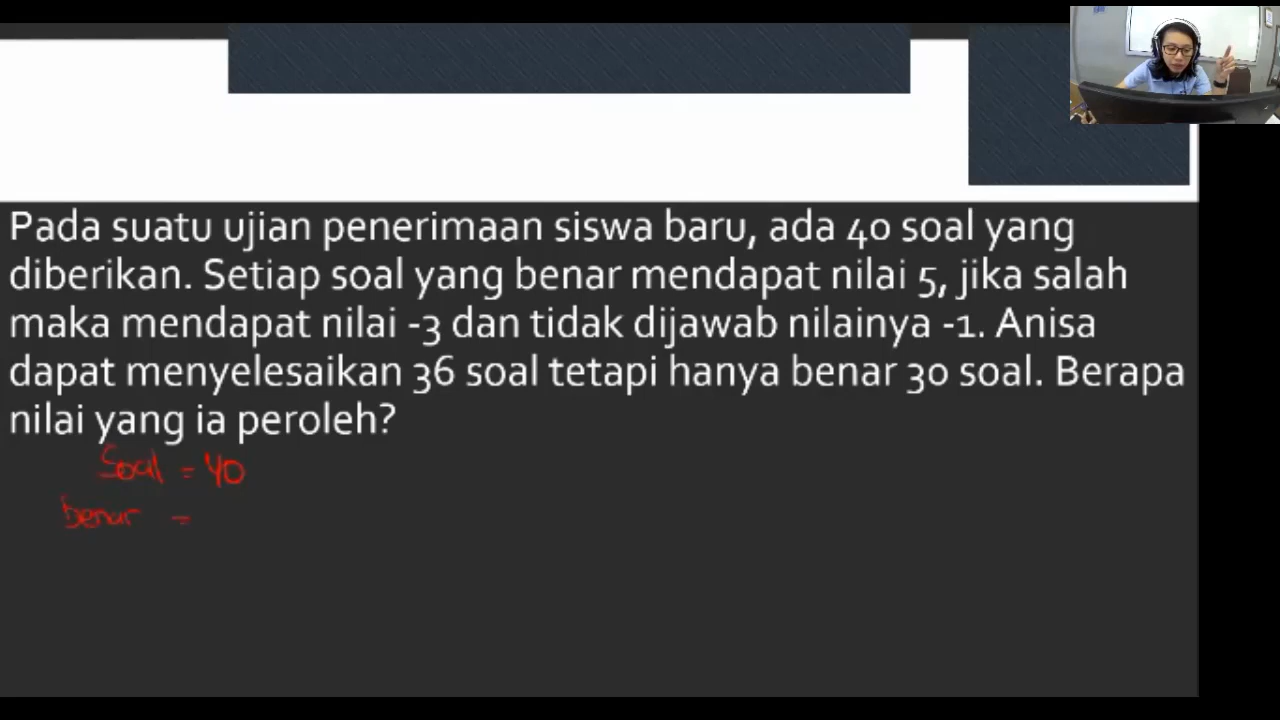 Pada suatu ujian penerimaan siswa baru, ada 40 soal yang
diberikan. Setiap soal yang benar mendapat nilai 5, jika salah
maka mendapat nilai -3 dan tidak dijawab nilainya -1. Anisa
dapat menyelesaikan 36 soal tetapi hanya benar 30 soal. Berapa
nilai yang ia peroleh?
Soal = 40
benar =